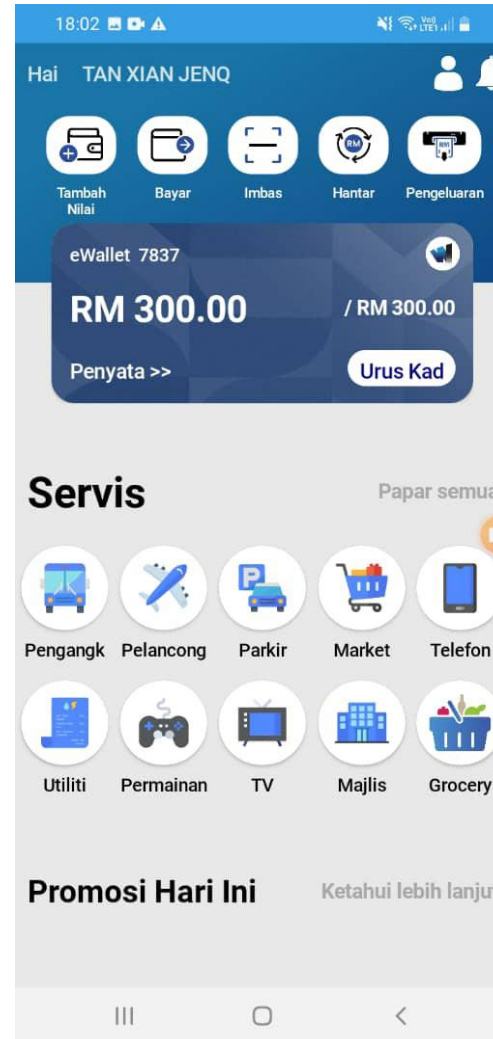 18:02
Hai TAN XIAN JENQ
Tambah Nilai
Bayar
Imbas
Hantar
Pengeluaran
eWallet 7837
RM 300.00 / RM 300.00
Penyata >> Urus Kad
Servis Papar semua
Pengangk Pelancong Parkir Market Telefon
Utiliti Permainan TV Majlis Grocery
Promosi Hari Ini Ketahui lebih lanjut